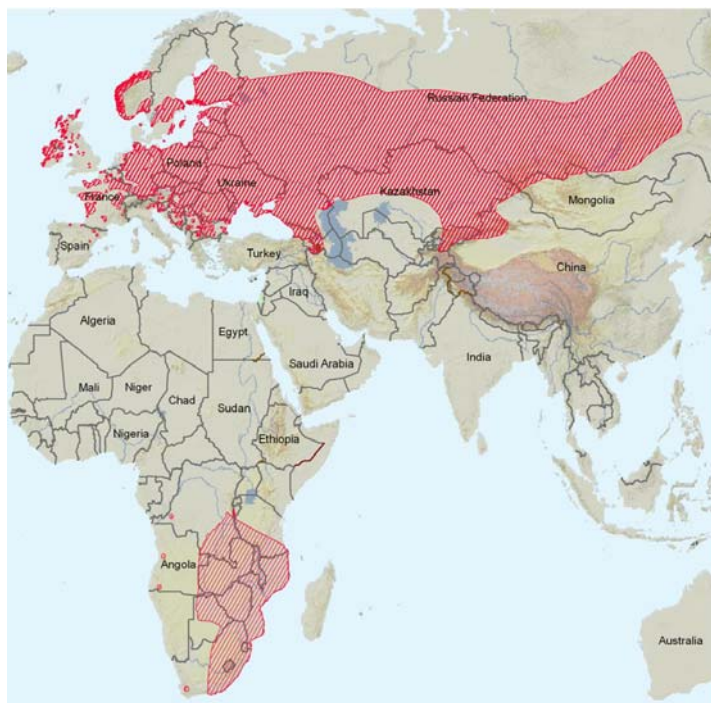 Russian Federation
Poland
Ukraine
Kazakhstan
France
Mongolia
Spain
Turkey
China
Iraq
Algeria
Egypt
Saudi Arabia
India
Mali
Niger
Chad
Sudan
Nigeria
Ethiopia
Angola
Australia